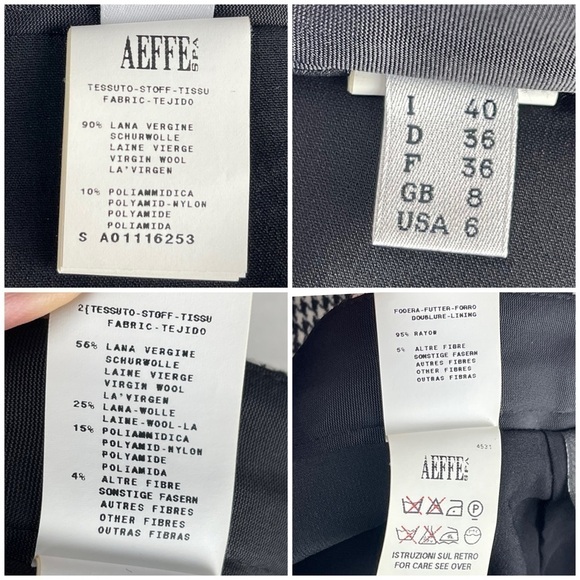 AEFFE SPA
TESSUTO-STOFF-TISSU
FABRIC-TEJIDO
90% LANA VERGINE
SCHURWOLLE
LAINE VIERGE
VIRGIN WOOL
LA'VIRGEN
10% POLIAMMIDICA
POLYAMID-NYLON
POLYAMIDE
POLIAMIDA
S A01116253
I 40
D 36
F 36
GB 8
USA 6
2(TESSUTO-STOFF-TISSU
FABRIC-TEJIDO
56% LANA VERGINE
SCHURWOLLE
LAINE VIERGE
VIRGIN WOOL
LA'VIRGEN
25% LANA-WOLLE
LAINE-WOOL-LA
15% POLIAMMIDICA
POLYAMID-NYLON
POLYAMIDE
POLIAMIDA
4% ALTRE FIBRE
SONSTIGE FASERN
AUTRES FIBRES
OTHER FIBRES
OUTRAS FIBRAS
FODERA-FUTTER-FORRO
DOUBLURE-LINING
95% RAYON
5% ALTRE FIBRE
SONSTIGE FASERN
AUTRES FIBRES
OTHER FIBRES
OUTRAS FIBRAS
AEFFE SPA
P
ISTRUZIONI SUL RETRO
FOR CARE SEE OVER